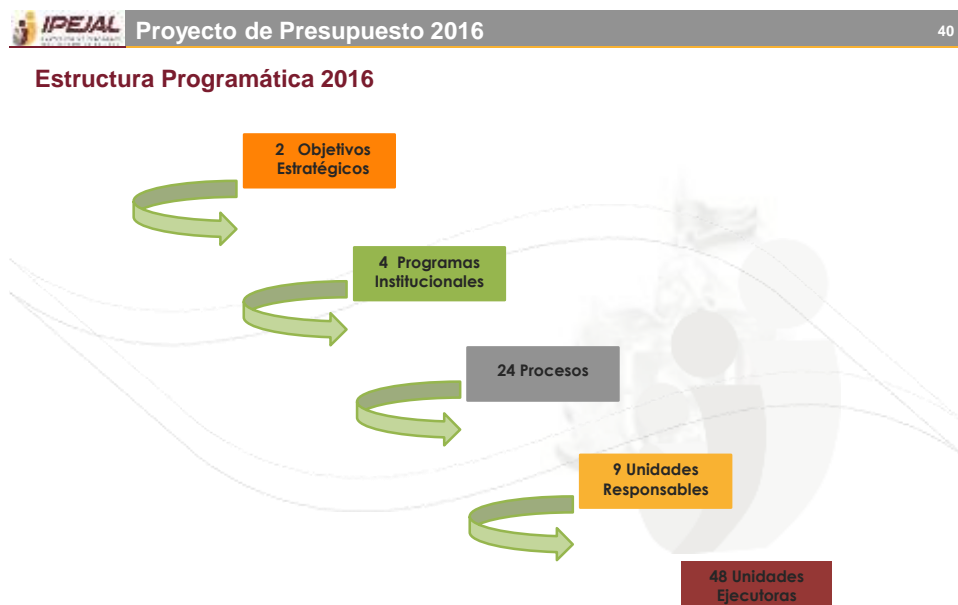 IPEJAL
Proyecto de Presupuesto 2016
40
Estructura Programática 2016
2 Objetivos
Estratégicos
4 Programas
Institucionales
24 Procesos
9 Unidades
Responsables
48 Unidades
Ejecutoras